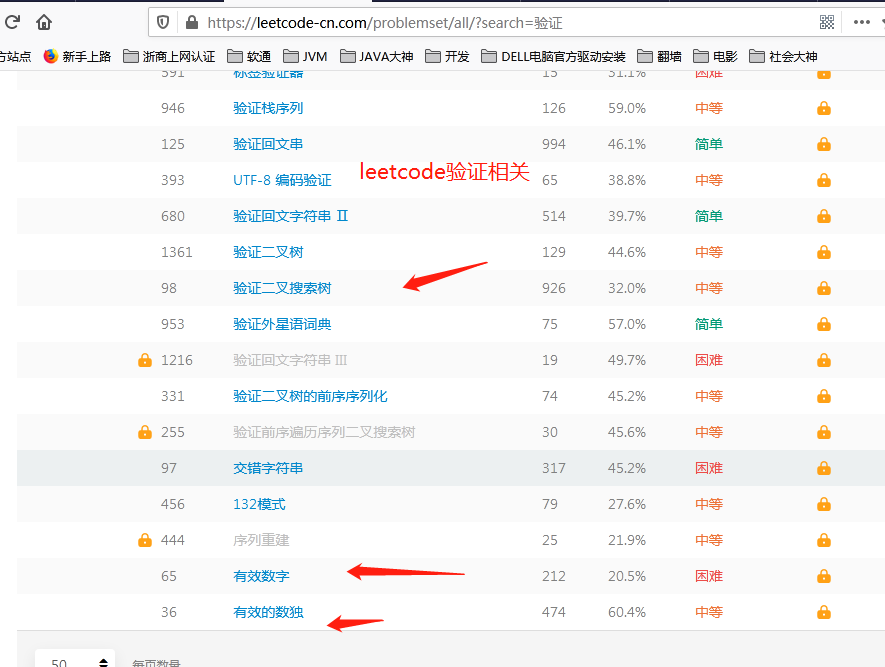 https://leetcode-cn.com/problemset/all/?search=验证
方站点 新手上路 浙商上网认证 软通 JVM JAVA大神 开发 DELL电脑官方驱动安装 翻墙 电影 社会大神
591 标签验证器 15 31.1% 困难
946 验证栈序列 126 59.0% 中等
125 验证回文串 994 46.1% 简单
leetcode验证相关
393 UTF-8 编码验证 65 38.8% 中等
680 验证回文字符串 Ⅱ 514 39.7% 简单
1361 验证二叉树 129 44.6% 中等
98 验证二叉搜索树 926 32.0% 中等
953 验证外星语词典 75 57.0% 简单
1216 验证回文字符串 III 19 49.7% 困难
331 验证二叉树的前序序列化 74 45.2% 中等
255 验证前序遍历序列二叉搜索树 30 45.6% 中等
97 交错字符串 317 45.2% 困难
456 132模式 79 27.6% 中等
444 序列重建 25 21.9% 中等
65 有效数字 212 20.5% 困难
36 有效的数独 474 60.4% 中等
50 每页数量